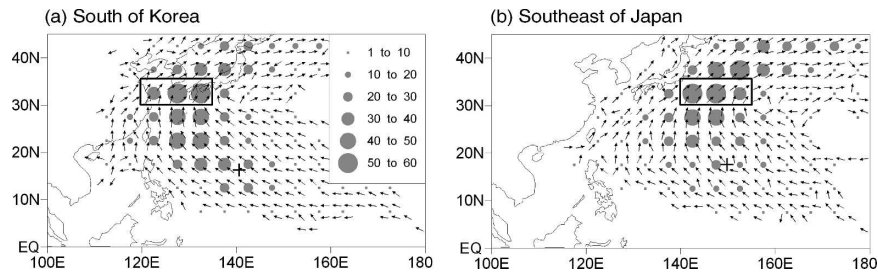 (a) South of Korea
40N
30N
20N
10N
EQ
100E 120E 140E 160E 180
1 to 10
10 to 20
20 to 30
30 to 40
40 to 50
50 to 60
(b) Southeast of Japan
40N
30N
20N
10N
EQ
100E 120E 140E 160E 180